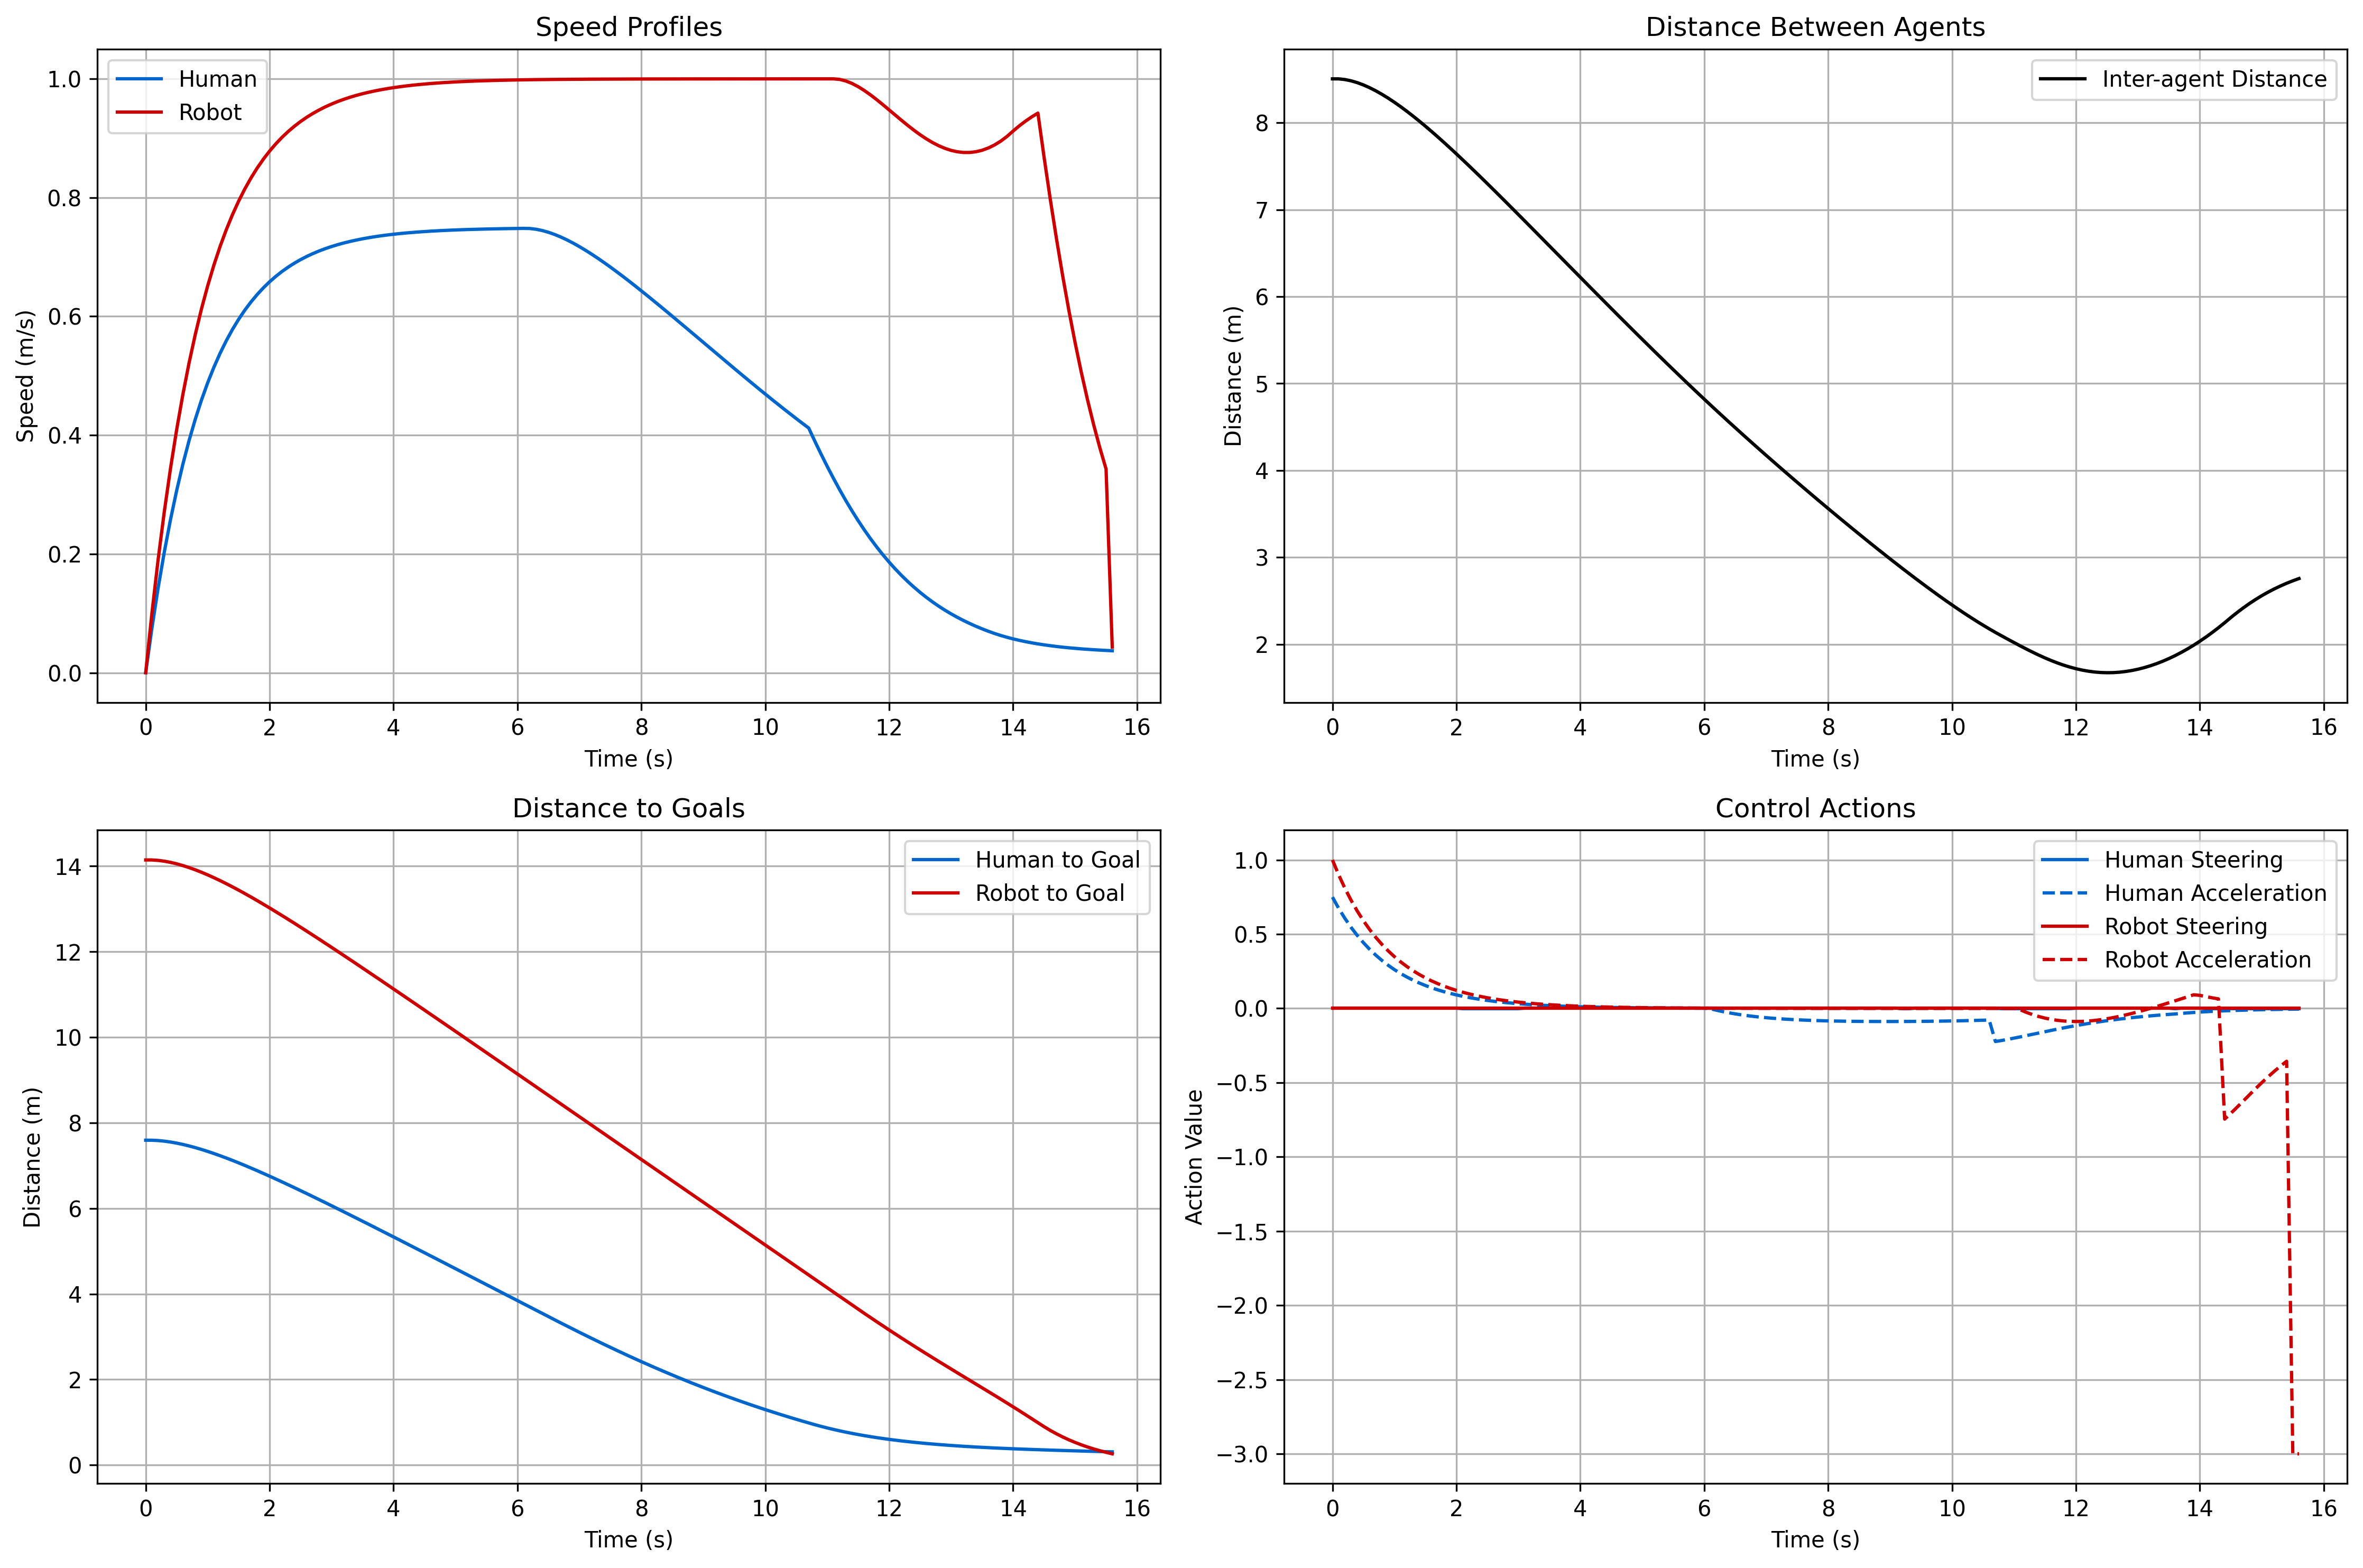 Speed Profiles
Human
Robot
Speed (m/s)
1.0
0.8
0.6
0.4
0.2
0.0
0 2 4 6 8 10 12 14 16
Time (s)
Distance Between Agents
Inter-agent Distance
Distance (m)
8
7
6
5
4
3
2
0 2 4 6 8 10 12 14 16
Time (s)
Distance to Goals
Human to Goal
Robot to Goal
Distance (m)
14
12
10
8
6
4
2
0
0 2 4 6 8 10 12 14 16
Time (s)
Control Actions
Human Steering
Human Acceleration
Robot Steering
Robot Acceleration
Action Value
1.0
0.5
0.0
−0.5
−1.0
−1.5
−2.0
−2.5
−3.0
0 2 4 6 8 10 12 14 16
Time (s)